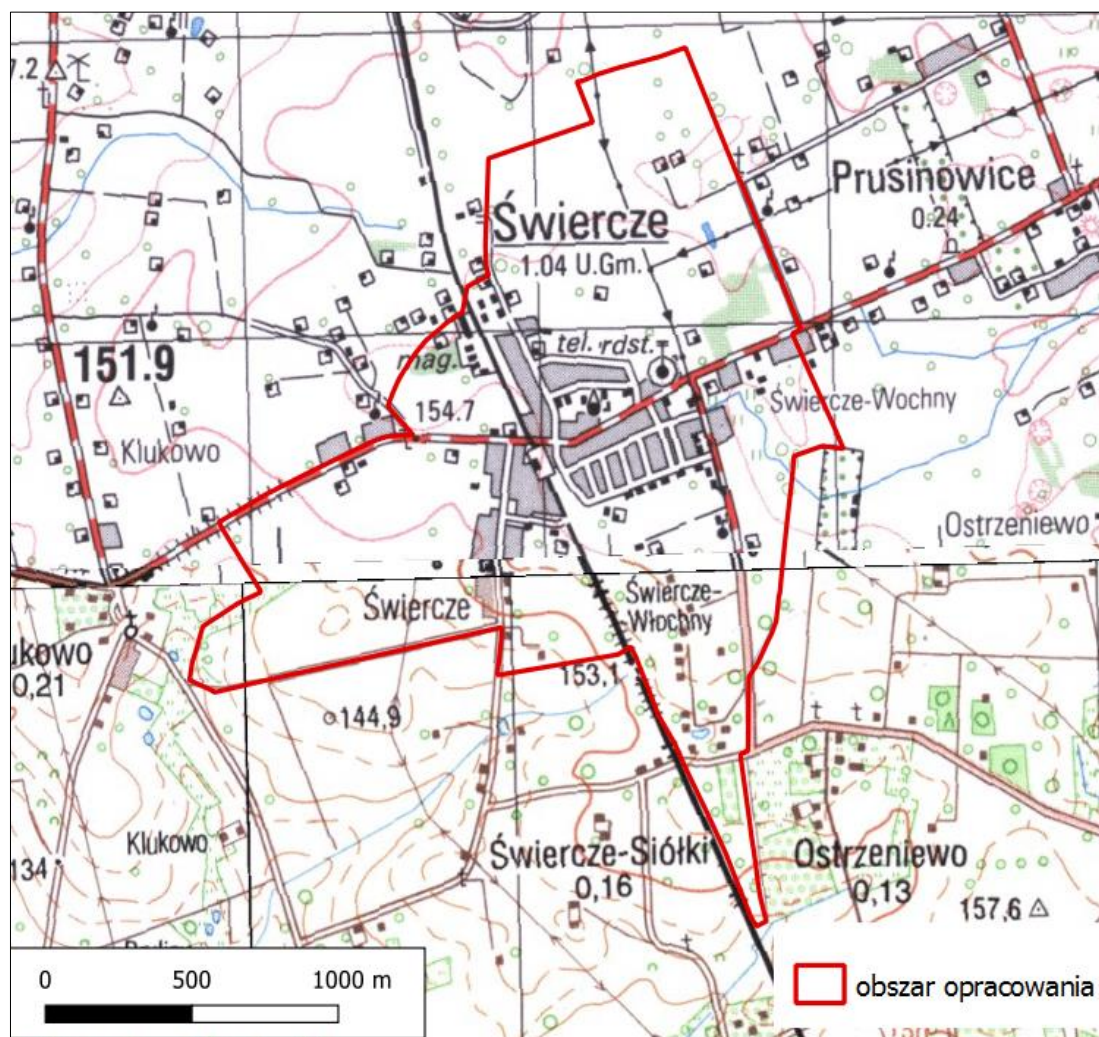 7.2
Świercze
1.04 U.Gm.
Prusinowice
0.24
mag.
tel.
rdst.
151.9
154.7
Klukowo
Świercze-Wochny
Ostrzeniewo
Świercze
Świercze-
Włochny
ukowo
0,21
153,1
144,9
Klukowo
134
Świercze-Siółki
0,16
Ostrzeniewo
0,13
157,6
0 500 1000 m
obszar opracowania